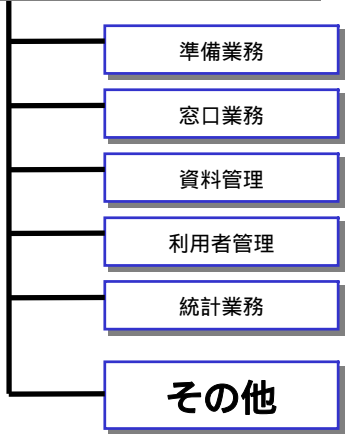 準備業務
窓口業務
資料管理
利用者管理
統計業務
その他